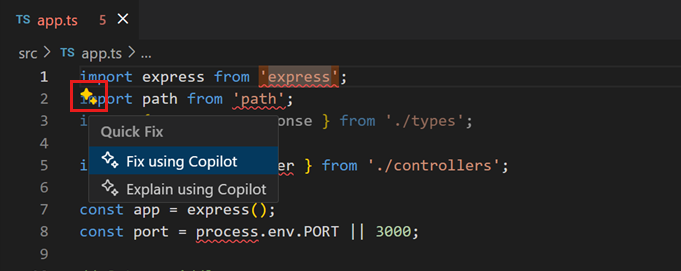 TS app.ts 5
src > TS app.ts > ...
1 import express from 'express';
2 import path from 'path';
3 onse } from './types';
4
Quick Fix
Fix using Copilot
5 er } from './controllers';
6
Explain using Copilot
7 const app = express();
8 const port = process.env.PORT || 3000;
9